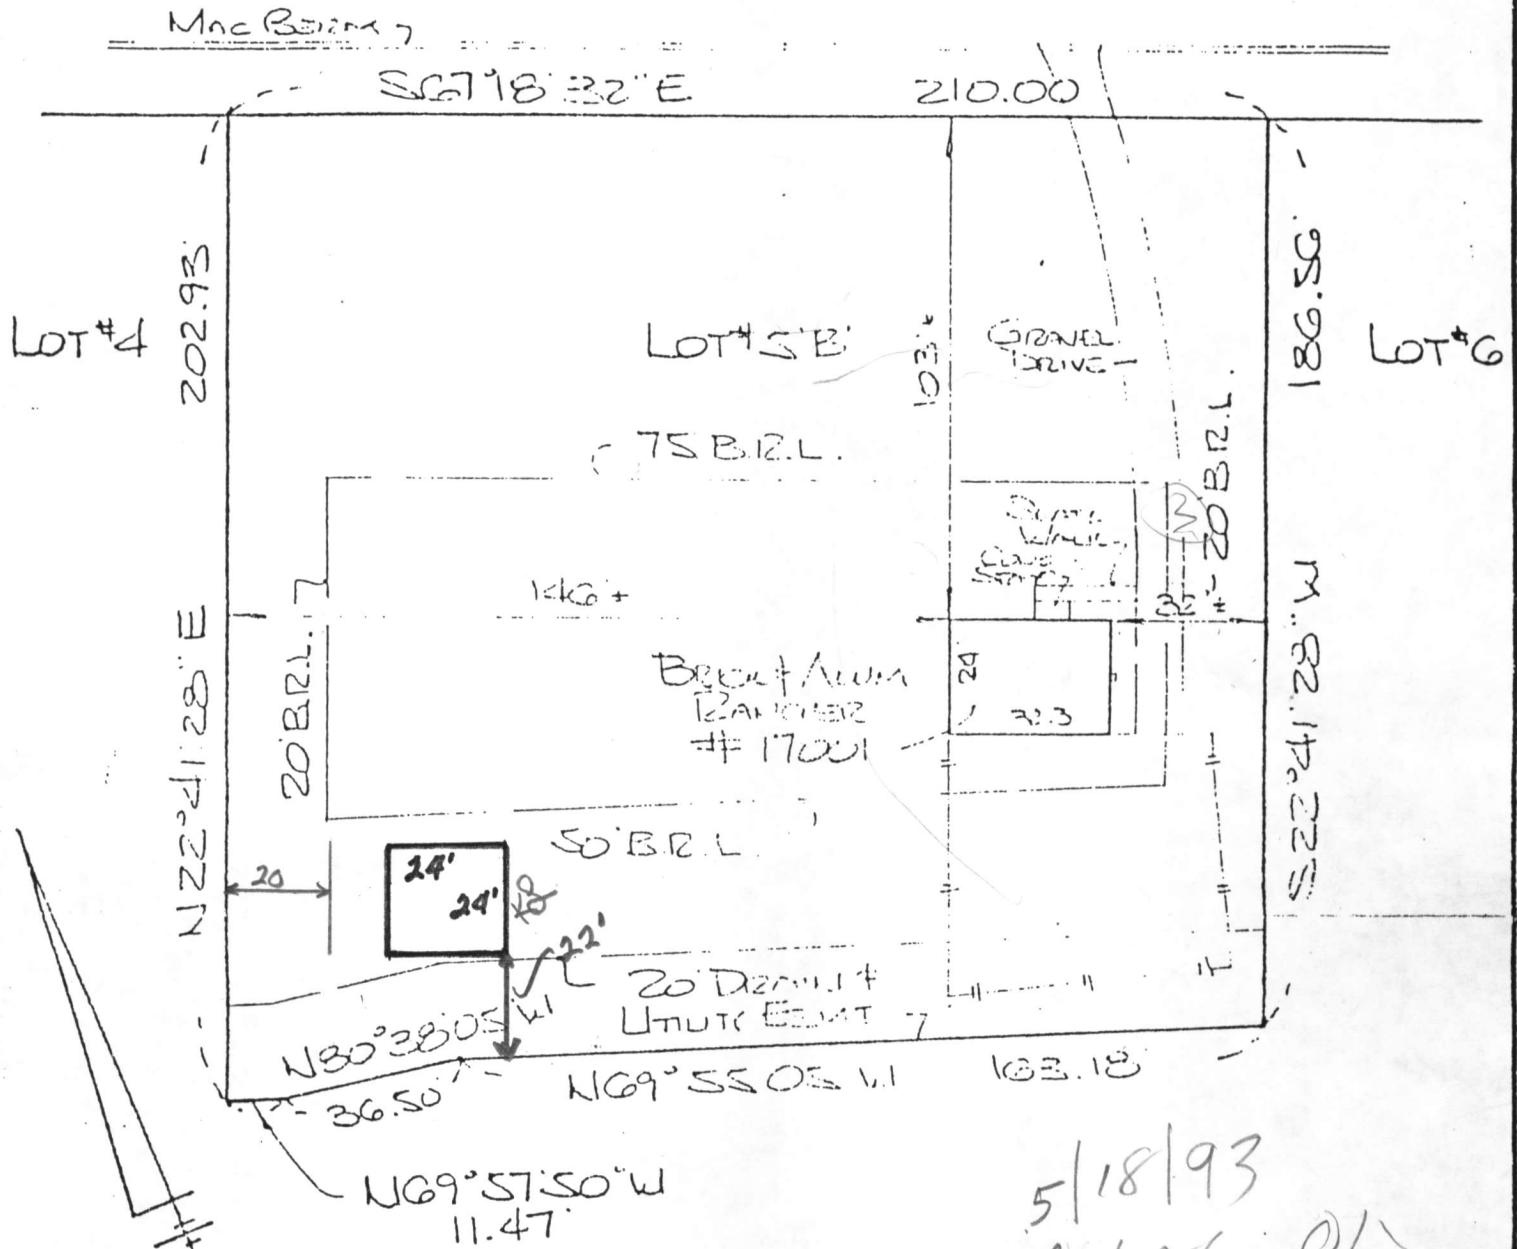 S67°18'32"E 210.00
LOT #4
202.93'
LOT #5'B'
103'±
GRAVEL
DRIVE
186.56'
LOT #6
75 B.R.L.
20' B.R.L.
N22°41'28"E
20' B.R.L.
32'±
S22°41'28"W
BRICK & ALUM
RANCHER
# 17001
24
32.3
50' B.R.L.
20
24'
24'
22'
20' DRAIN &
UTILITY ESMT
N80°38'05"W
36.50'
N69°55'05"W 163.18
N69°57'50"W
11.47'
5/18/93